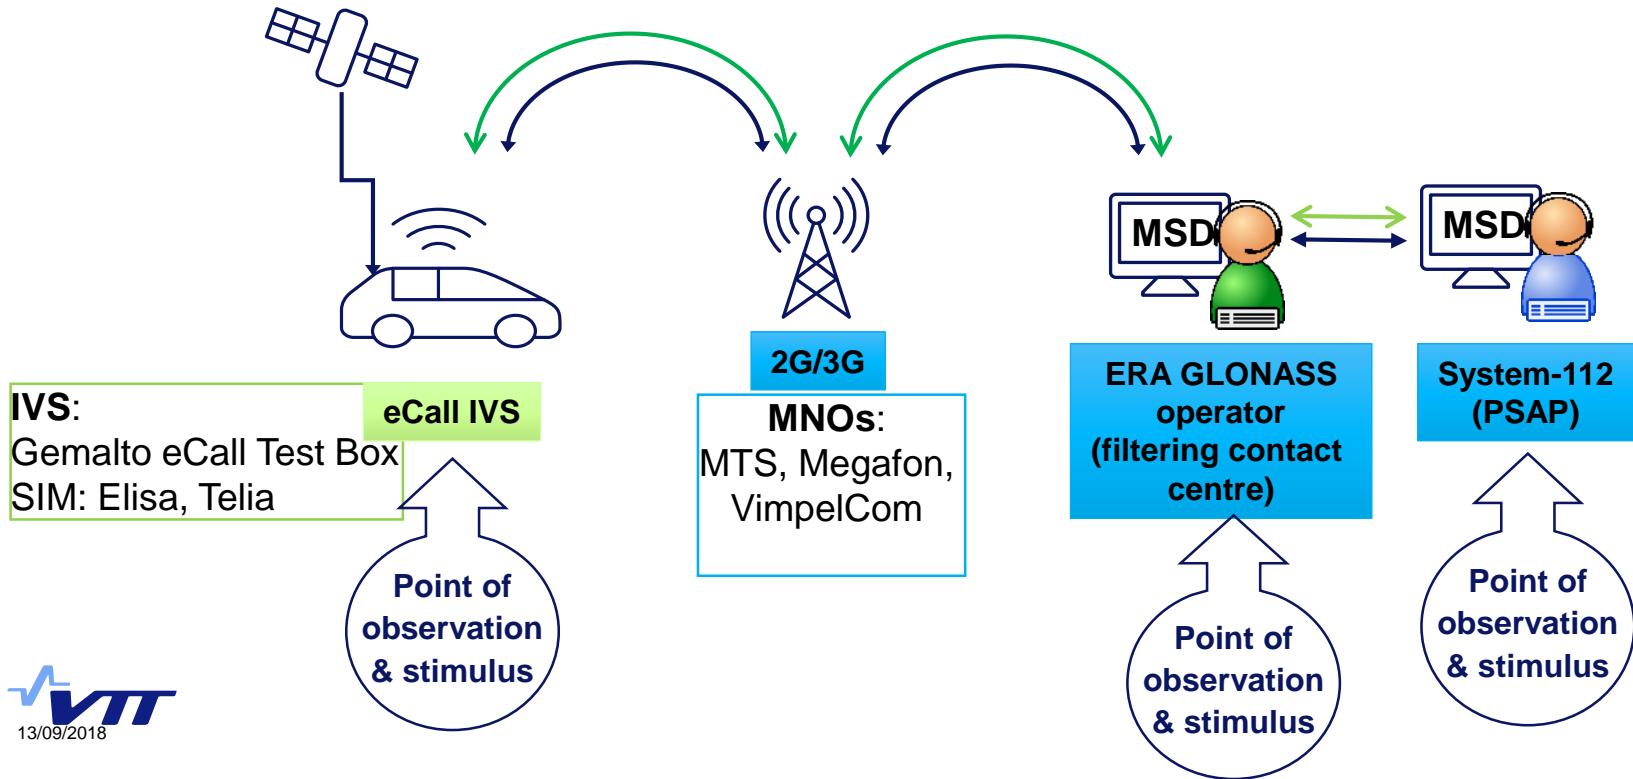 MSD
MSD
2G/3G
IVS:
Gemalto eCall Test Box
SIM: Elisa, Telia
eCall IVS
MNOs:
MTS, Megafon,
VimpelCom
ERA GLONASS
operator
(filtering contact
centre)
System-112
(PSAP)
Point of
observation
& stimulus
Point of
observation
& stimulus
Point of
observation
& stimulus
VTT
13/09/2018